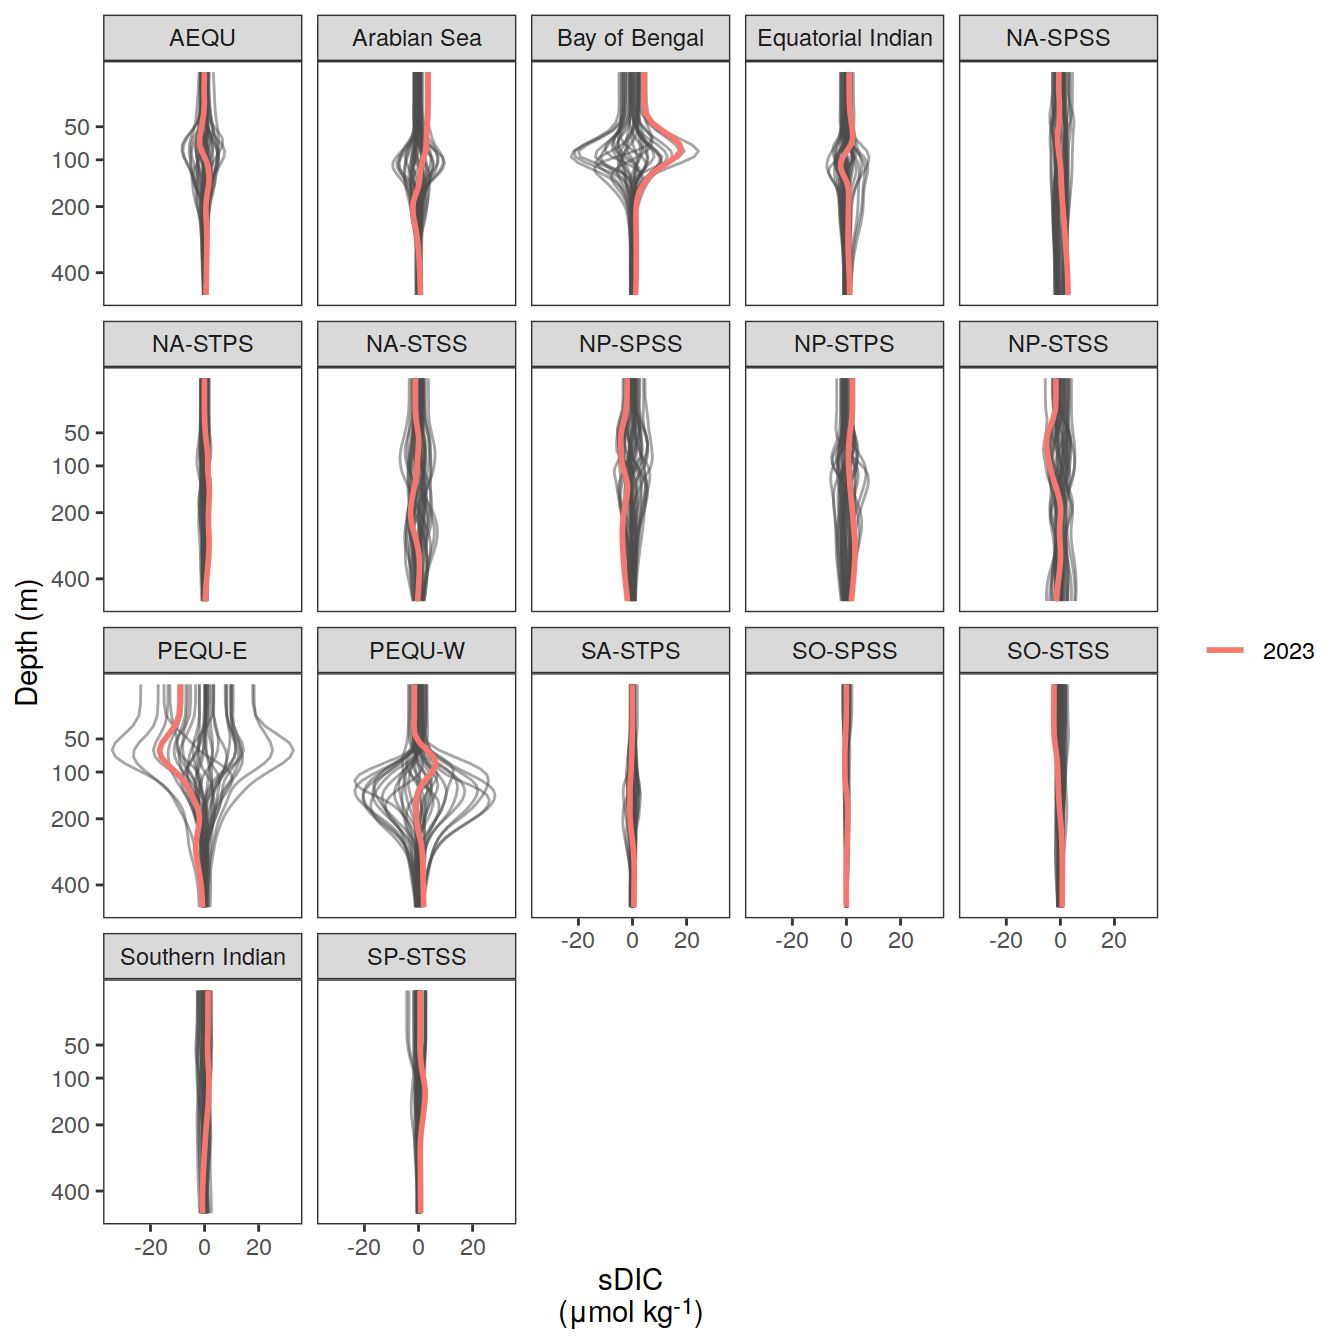 AEQU
Arabian Sea
Bay of Bengal
Equatorial Indian
NA-SPSS
50
100
200
400
NA-STPS
NA-STSS
NP-SPSS
NP-STPS
NP-STSS
50
100
200
400
PEQU-E
PEQU-W
SA-STPS
SO-SPSS
SO-STSS
50
100
200
400
-20 0 20
-20 0 20
-20 0 20
Southern Indian
SP-STSS
50
100
200
400
-20 0 20
-20 0 20
Depth (m)
sDIC
(µmol kg⁻¹)
2023